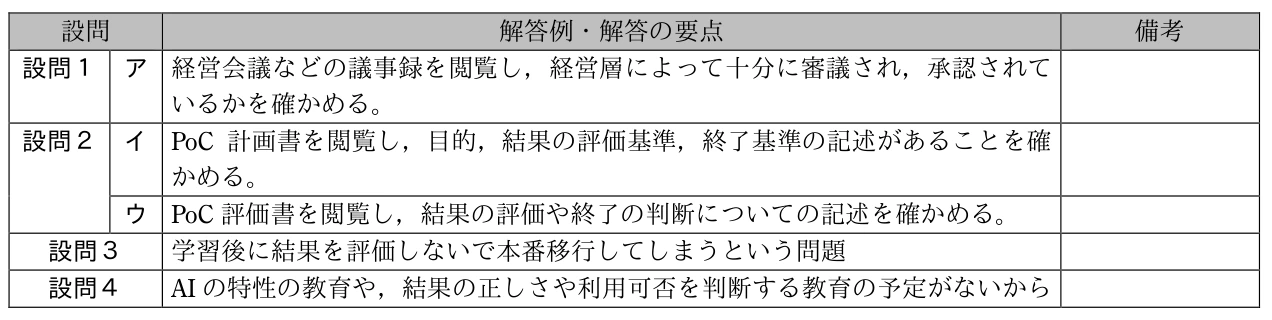 設問 解答例・解答の要点 備考
設問1 ア 経営会議などの議事録を閲覧し，経営層によって十分に審議され，承認されて
いるかを確かめる。
設問2 イ PoC 計画書を閲覧し，目的，結果の評価基準，終了基準の記述があることを確
かめる。
ウ PoC 評価書を閲覧し，結果の評価や終了の判断についての記述を確かめる。
設問3 学習後に結果を評価しないで本番移行してしまうという問題
設問4 AI の特性の教育や，結果の正しさや利用可否を判断する教育の予定がないから